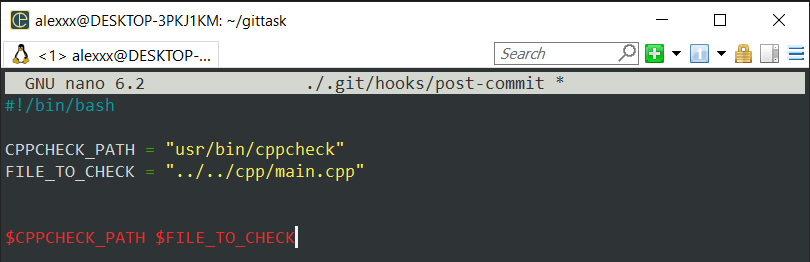 alexxx@DESKTOP-3PKJ1KM: ~/gittask
<1> alexxx@DESKTOP-...
Search
GNU nano 6.2 ./.git/hooks/post-commit *
#!/bin/bash
CPPCHECK_PATH = "usr/bin/cppcheck"
FILE_TO_CHECK = "../../cpp/main.cpp"
$CPPCHECK_PATH $FILE_TO_CHECK